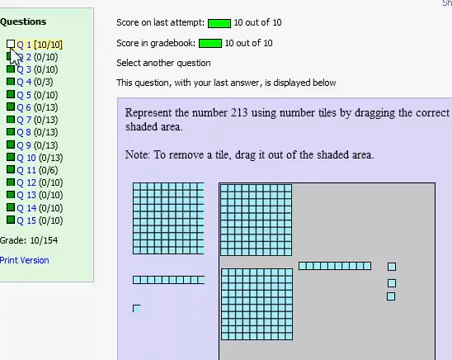 Sh
Questions
Q 1 [10/10]
Q 2 (0/10)
Q 3 (0/10)
Q 4 (0/3)
Q 5 (0/10)
Q 6 (0/13)
Q 7 (0/13)
Q 8 (0/13)
Q 9 (0/13)
Q 10 (0/13)
Q 11 (0/6)
Q 12 (0/10)
Q 13 (0/10)
Q 14 (0/10)
Q 15 (0/10)
Grade: 10/154
Print Version
Score on last attempt: 10 out of 10
Score in gradebook: 10 out of 10
Select another question
This question, with your last answer, is displayed below
Represent the number 213 using number tiles by dragging the correct
shaded area.
Note: To remove a tile, drag it out of the shaded area.